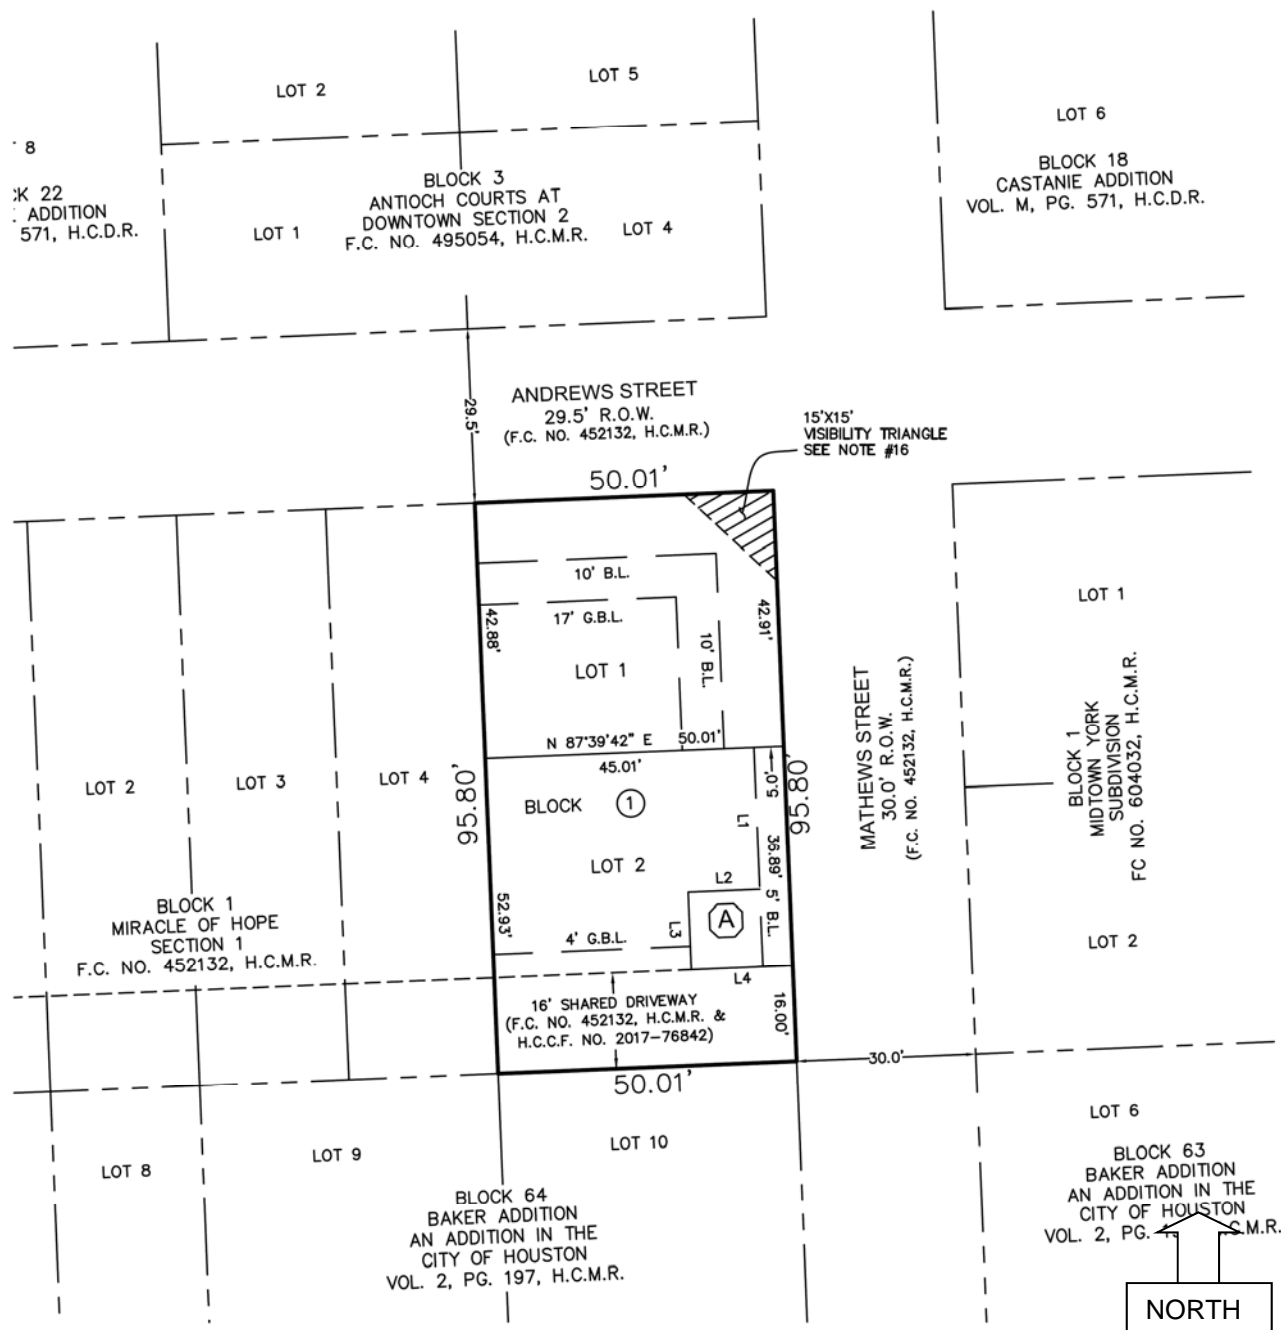 LOT 2
LOT 5
LOT 6
8
BLOCK 18
CASTANIE ADDITION
VOL. M, PG. 571, H.C.D.R.
CK 22
ADDITION
571, H.C.D.R.
BLOCK 3
ANTIOCH COURTS AT
DOWNTOWN SECTION 2
F.C. NO. 495054, H.C.M.R.
LOT 1
LOT 4
29.5'
ANDREWS STREET
29.5' R.O.W.
(F.C. NO. 452132, H.C.M.R.)
15'X15'
VISIBILITY TRIANGLE
SEE NOTE #16
50.01'
10' B.L.
17' G.B.L.
42.88'
42.91'
10' B.L.
LOT 1
N 87°39'42" E
50.01'
45.01'
5.0'
BLOCK 1
L1
36.89'
5' B.L.
LOT 2
L2
L3
A
L4
52.93'
4' G.B.L.
95.80'
95.80'
16' SHARED DRIVEWAY
(F.C. NO. 452132, H.C.M.R. &
H.C.C.F. NO. 2017-76842)
16.00'
50.01'
30.0'
LOT 2
LOT 3
LOT 4
BLOCK 1
MIRACLE OF HOPE
SECTION 1
F.C. NO. 452132, H.C.M.R.
MATHEWS STREET
30.0' R.O.W.
(F.C. NO. 452132, H.C.M.R.)
LOT 1
BLOCK 1
MIDTOWN YORK
SUBDIVISION
FC NO. 604032, H.C.M.R.
LOT 2
LOT 8
LOT 9
LOT 10
BLOCK 64
BAKER ADDITION
AN ADDITION IN THE
CITY OF HOUSTON
VOL. 2, PG. 197, H.C.M.R.
LOT 6
BLOCK 63
BAKER ADDITION
AN ADDITION IN THE
CITY OF HOUSTON
VOL. 2, PG. C.M.R.
NORTH